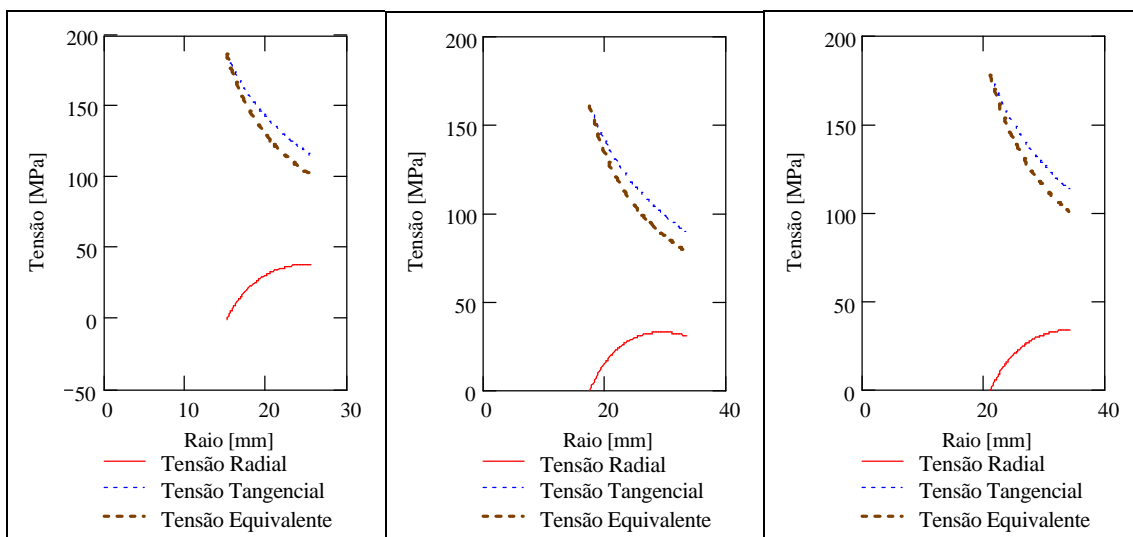 200
150
100
50
0
−50
Tensão [MPa]
0
10
20
30
Raio [mm]
Tensão Radial
Tensão Tangencial
Tensão Equivalente
200
150
100
50
0
Tensão [MPa]
0
20
40
Raio [mm]
Tensão Radial
Tensão Tangencial
Tensão Equivalente
200
150
100
50
0
Tensão [MPa]
0
20
40
Raio [mm]
Tensão Radial
Tensão Tangencial
Tensão Equivalente